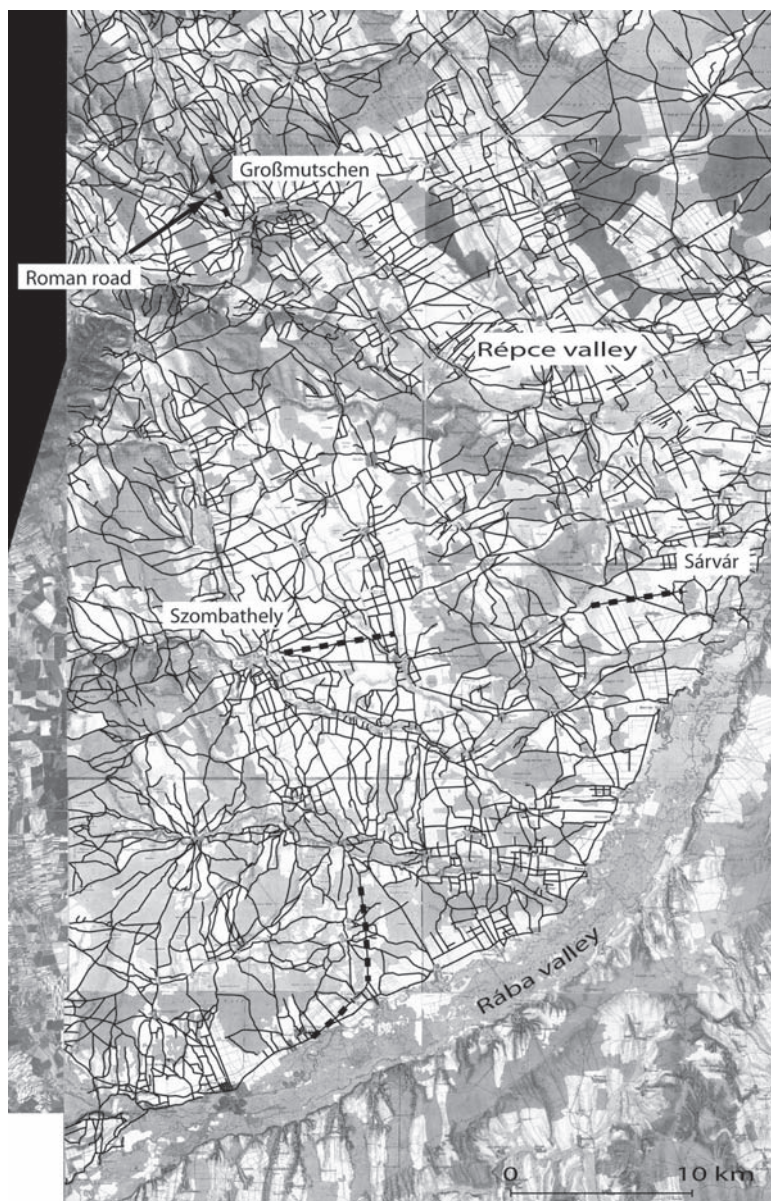 Großmutschen
Roman road
Répce valley
Sárvár
Szombathely
Rába valley
0 10 km